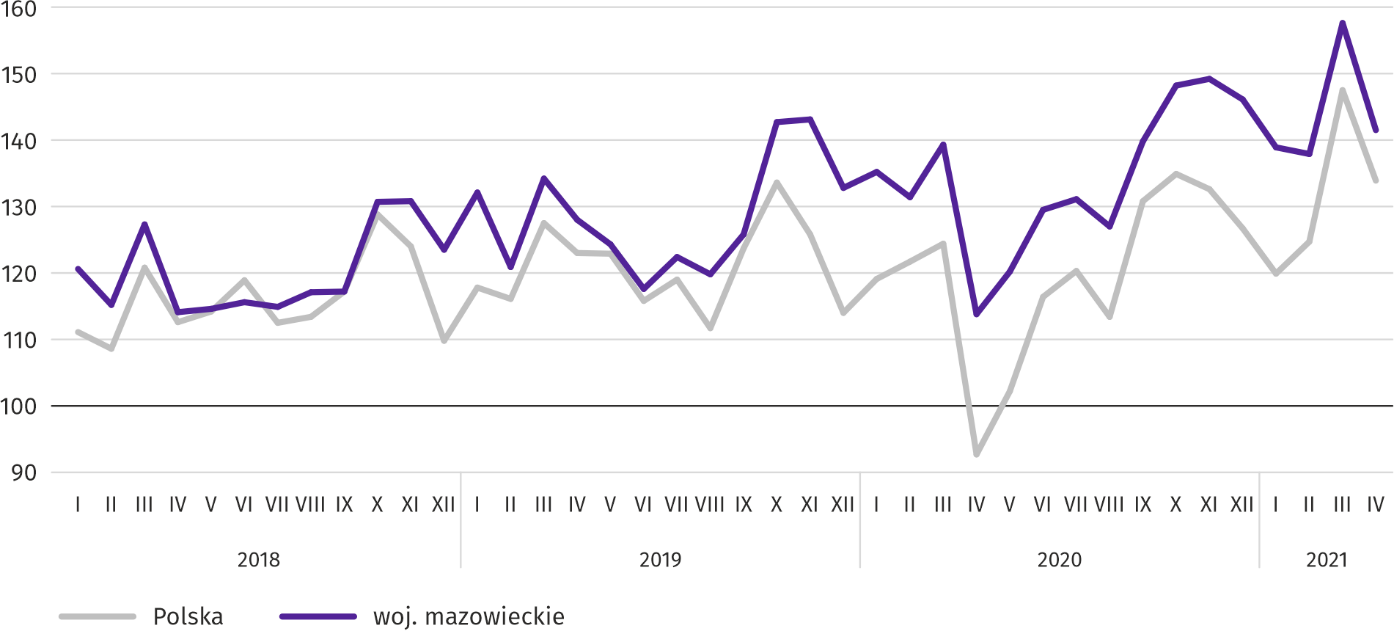 160
150
140
130
120
110
100
90
I II III IV V VI VII VIII IX X XI XII I II III IV V VI VII VIII IX X XI XII I II III IV V VI VII VIII IX X XI XII I II III IV
2018 2019 2020 2021
Polska woj. mazowieckie